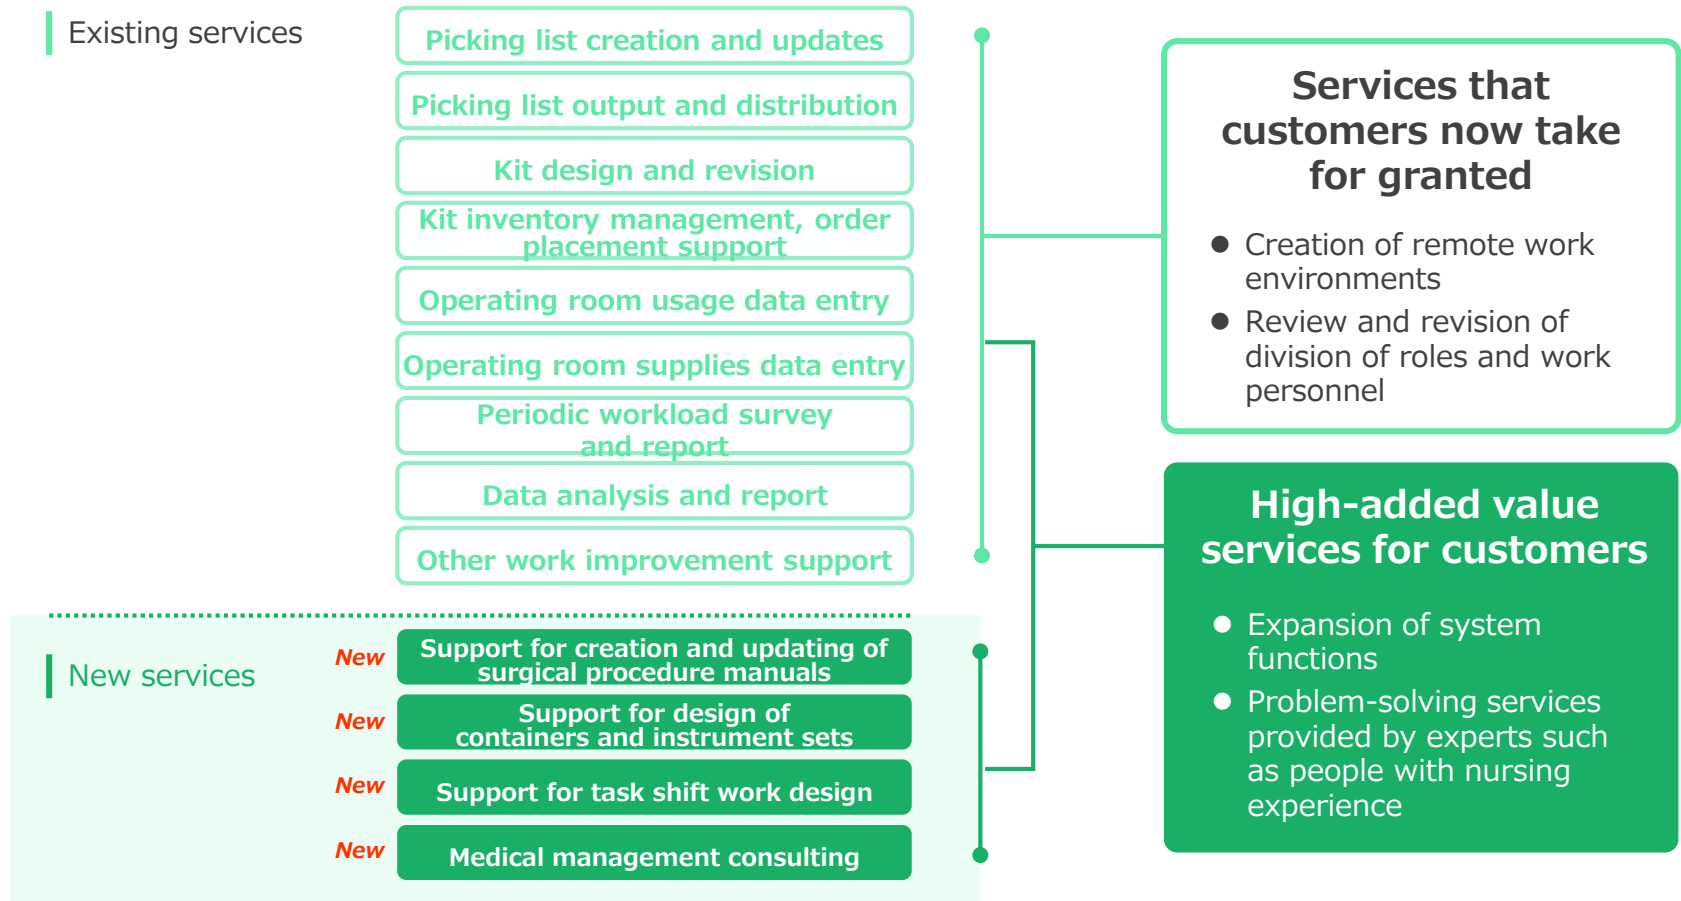 Existing services
Picking list creation and updates
Picking list output and distribution
Kit design and revision
Kit inventory management, order
placement support
Operating room usage data entry
Operating room supplies data entry
Periodic workload survey
and report
Data analysis and report
Other work improvement support
New services
New
Support for creation and updating of
surgical procedure manuals
New
Support for design of
containers and instrument sets
New
Support for task shift work design
New
Medical management consulting
Services that
customers now take
for granted
● Creation of remote work
environments
● Review and revision of
division of roles and work
personnel
High-added value
services for customers
● Expansion of system
functions
● Problem-solving services
provided by experts such
as people with nursing
experience